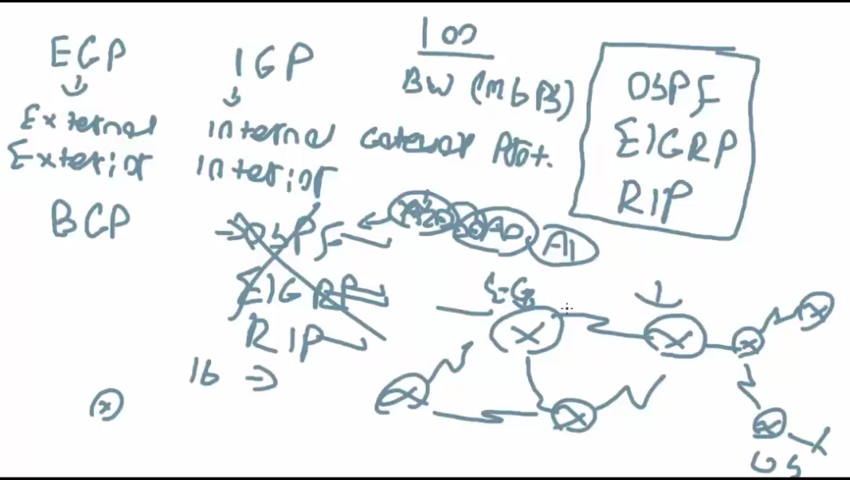 EGP
IGP
100
BW (MbPS)
External
Internal
Gateway Prot.
Exterior
Interior
BGP
OSPF
EIGRP
RIP
16
A1
OSPF
EIGRP
RIP